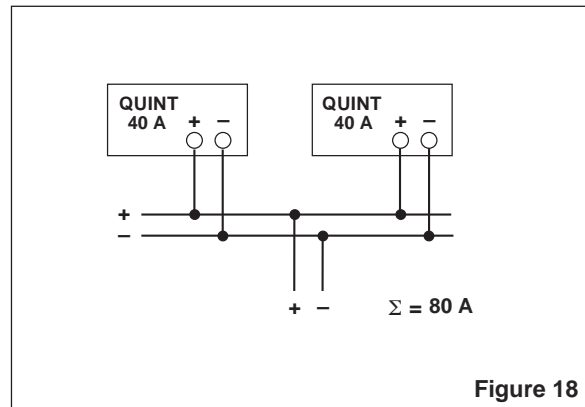 QUINT
40 A
+ −
QUINT
40 A
+ −
+
−
+ −
Σ = 80 A
Figure 18